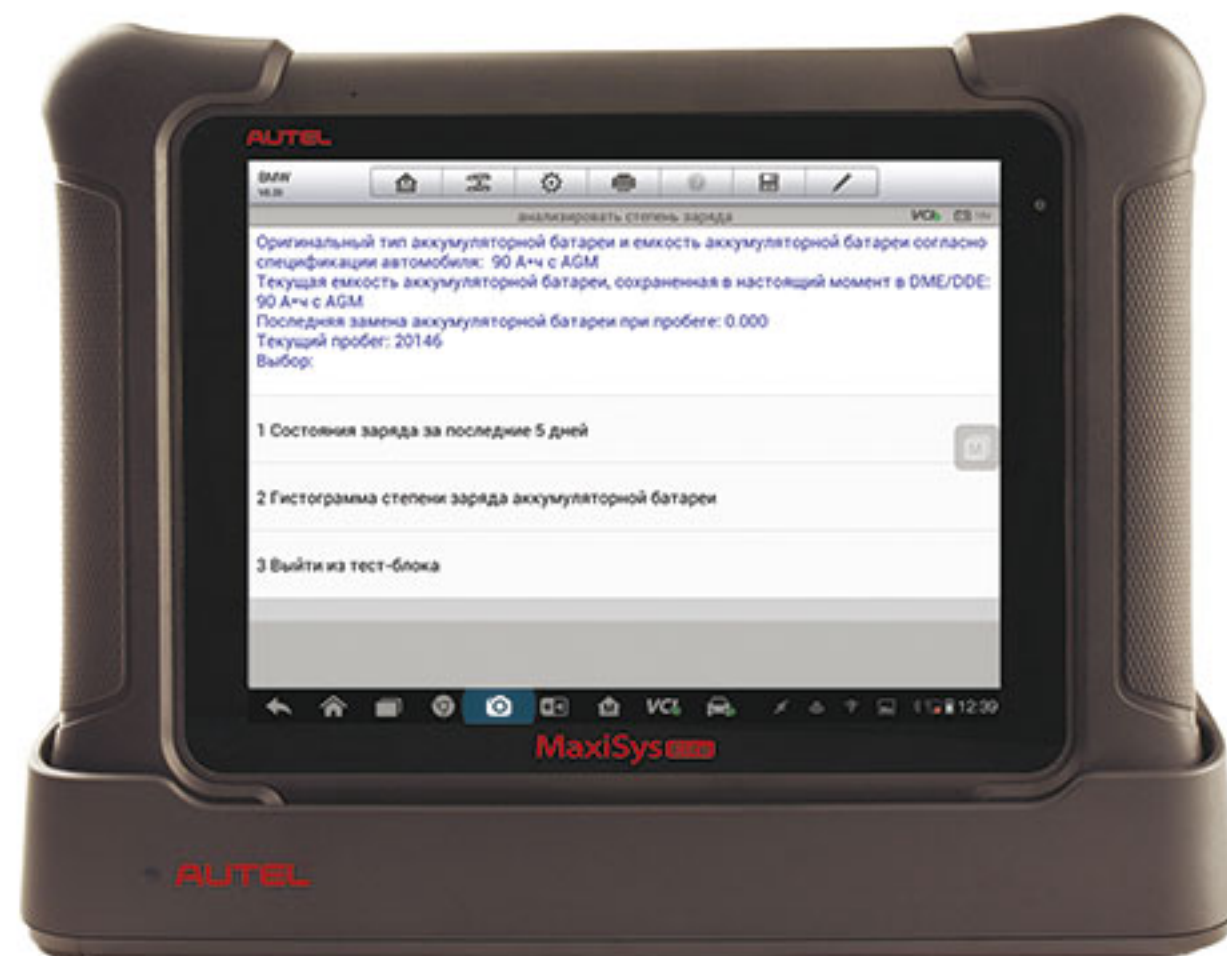 AUTEL
BMW
анализировать степень заряда
VCI
Оригинальный тип аккумуляторной батареи и емкость аккумуляторной батареи согласно
спецификации автомобиля: 90 А•ч с AGM
Текущая емкость аккумуляторной батареи, сохраненная в настоящий момент в DME/DDE:
90 А•ч с AGM
Последняя замена аккумуляторной батареи при пробеге: 0.000
Текущий пробег: 20146
Выбор:
1 Состояния заряда за последние 5 дней
M
2 Гистограмма степени заряда аккумуляторной батареи
3 Выйти из тест-блока
VCI
12:39
MaxiSys
AUTEL